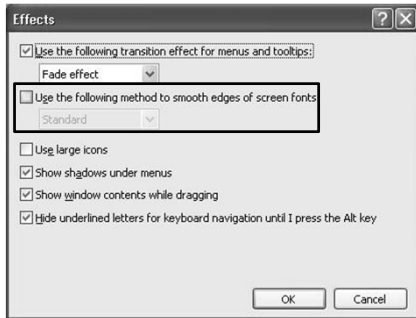 Effects
Use the following transition effect for menus and tooltips:
Fade effect
Use the following method to smooth edges of screen fonts
Standard
Use large icons
Show shadows under menus
Show window contents while dragging
Hide underlined letters for keyboard navigation until I press the Alt key
OK Cancel